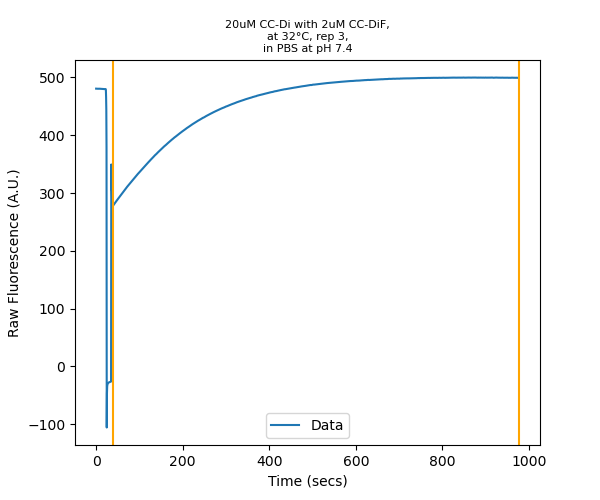 20uM CC-Di with 2uM CC-DiF,
at 32°C, rep 3,
in PBS at pH 7.4
Raw Fluorescence (A.U.)
500
400
300
200
100
0
−100
Data
0 200 400 600 800 1000
Time (secs)